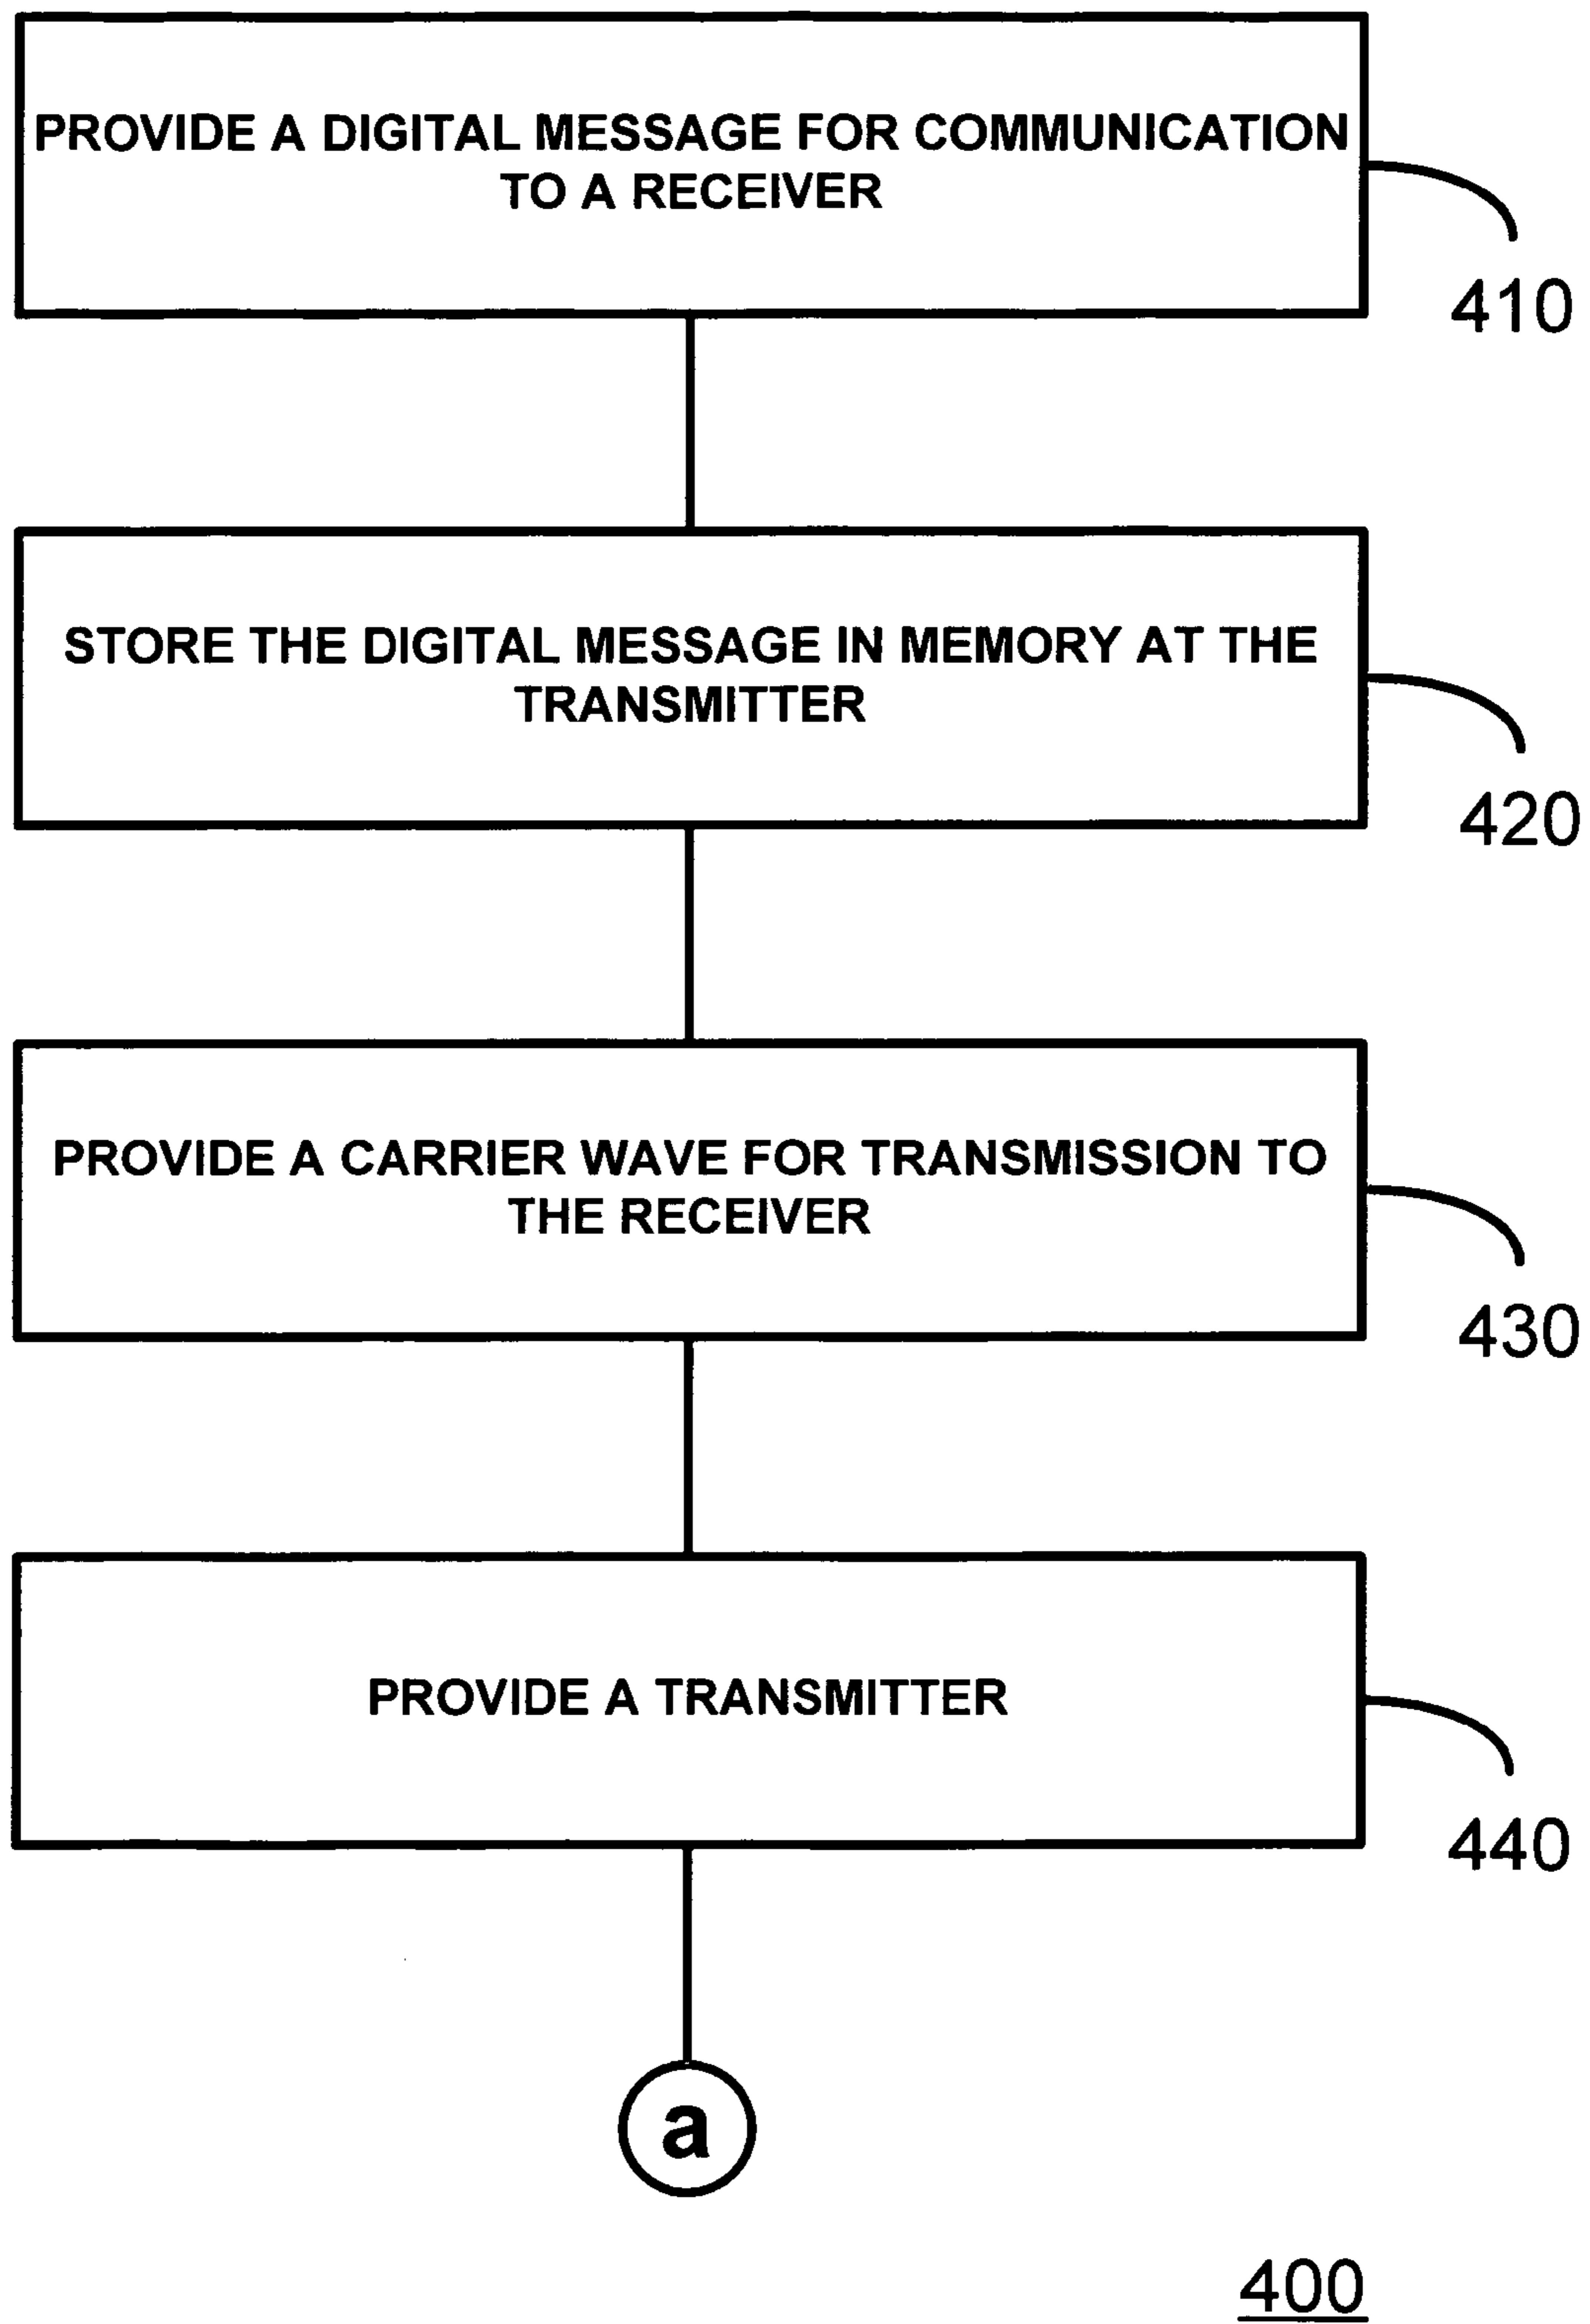 PROVIDE A DIGITAL MESSAGE FOR COMMUNICATION
TO A RECEIVER
410
STORE THE DIGITAL MESSAGE IN MEMORY AT THE
TRANSMITTER
420
PROVIDE A CARRIER WAVE FOR TRANSMISSION TO
THE RECEIVER
430
PROVIDE A TRANSMITTER
440
a
400